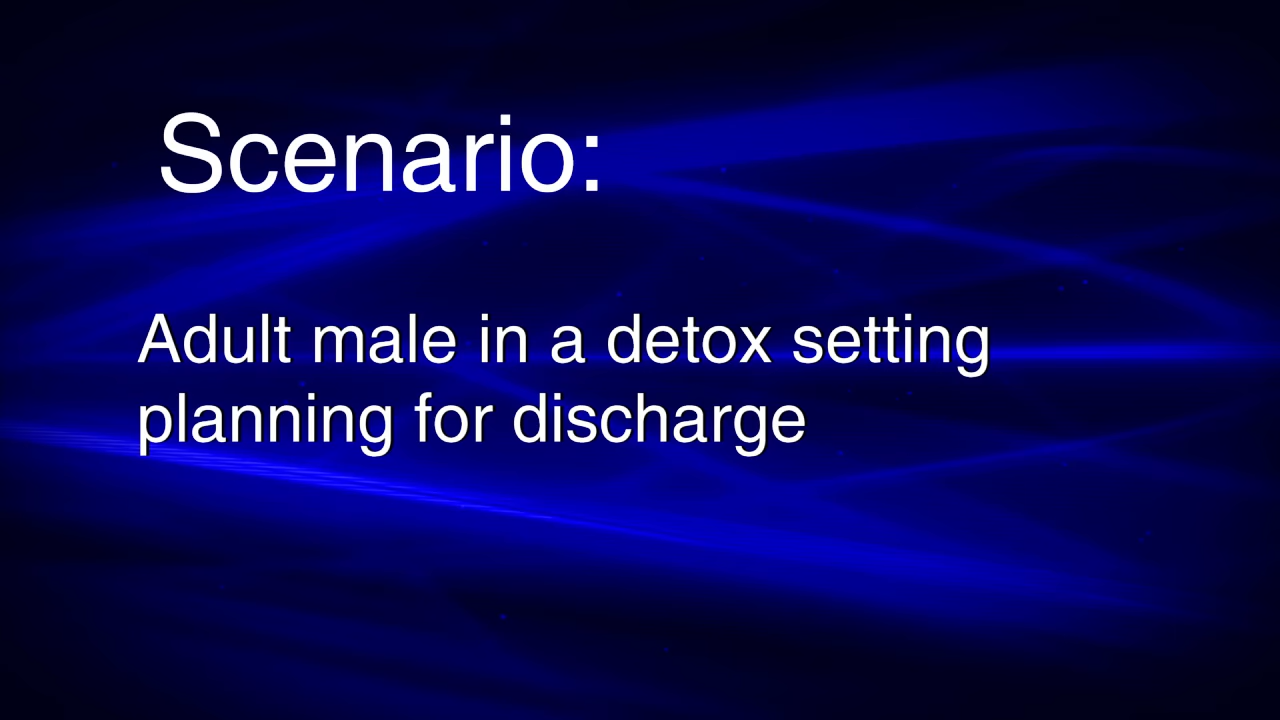 Scenario:
Adult male in a detox setting
planning for discharge